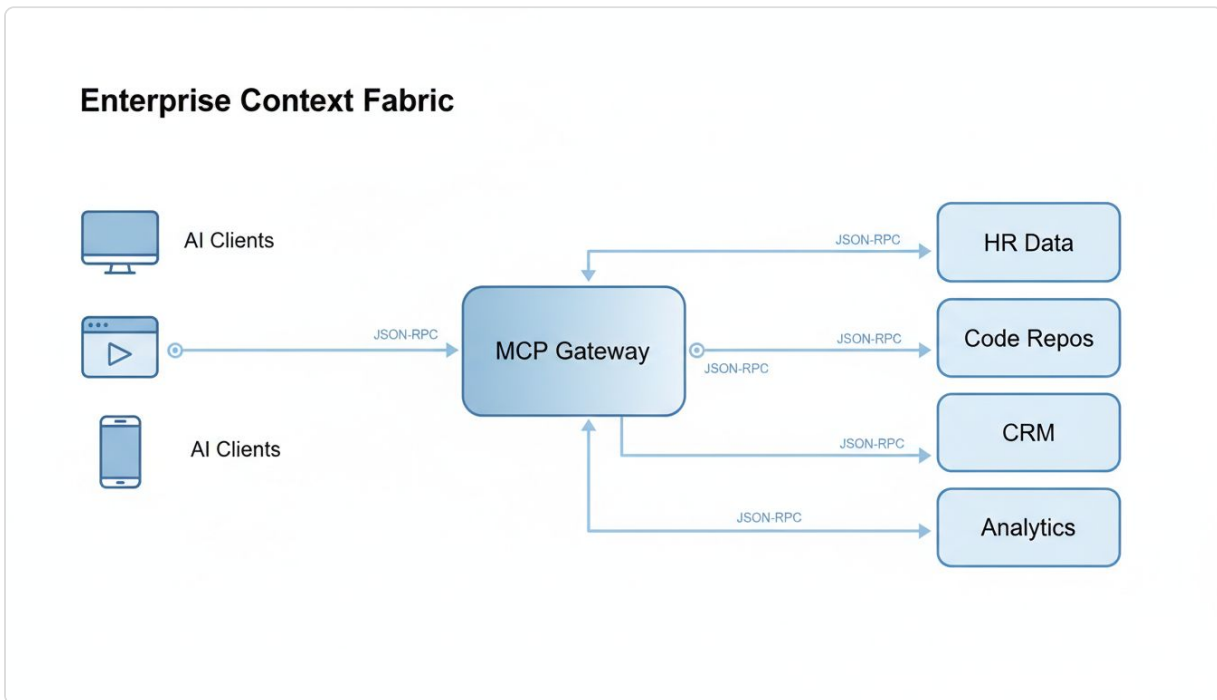 Enterprise Context Fabric
AI Clients
JSON-RPC
AI Clients
MCP Gateway
JSON-RPC
HR Data
JSON-RPC
JSON-RPC
Code Repos
JSON-RPC
CRM
JSON-RPC
Analytics